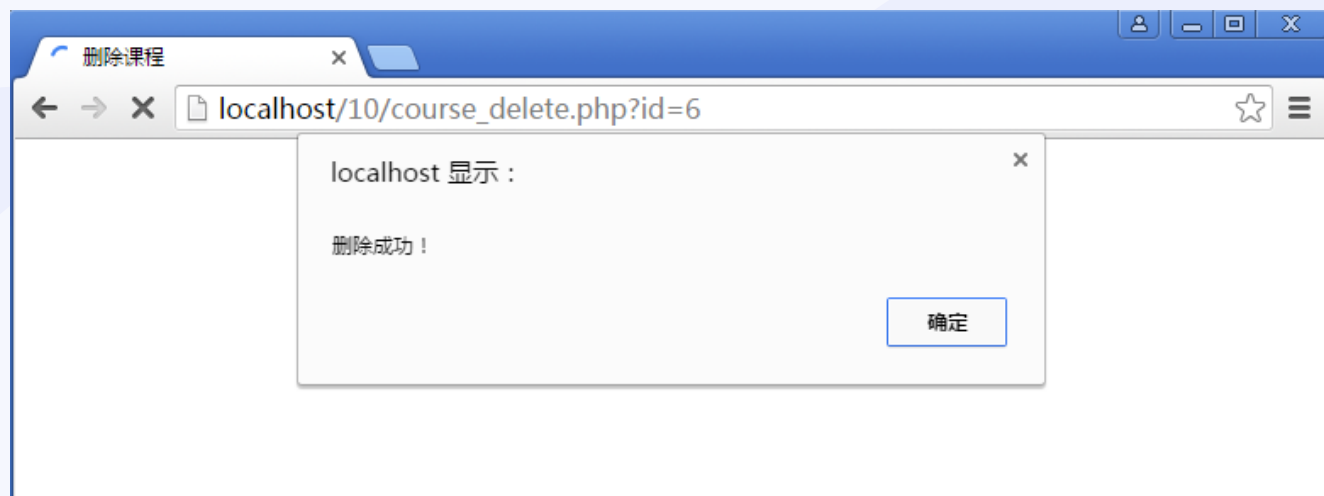 删除课程
localhost/10/course_delete.php?id=6
localhost 显示：
删除成功！
确定